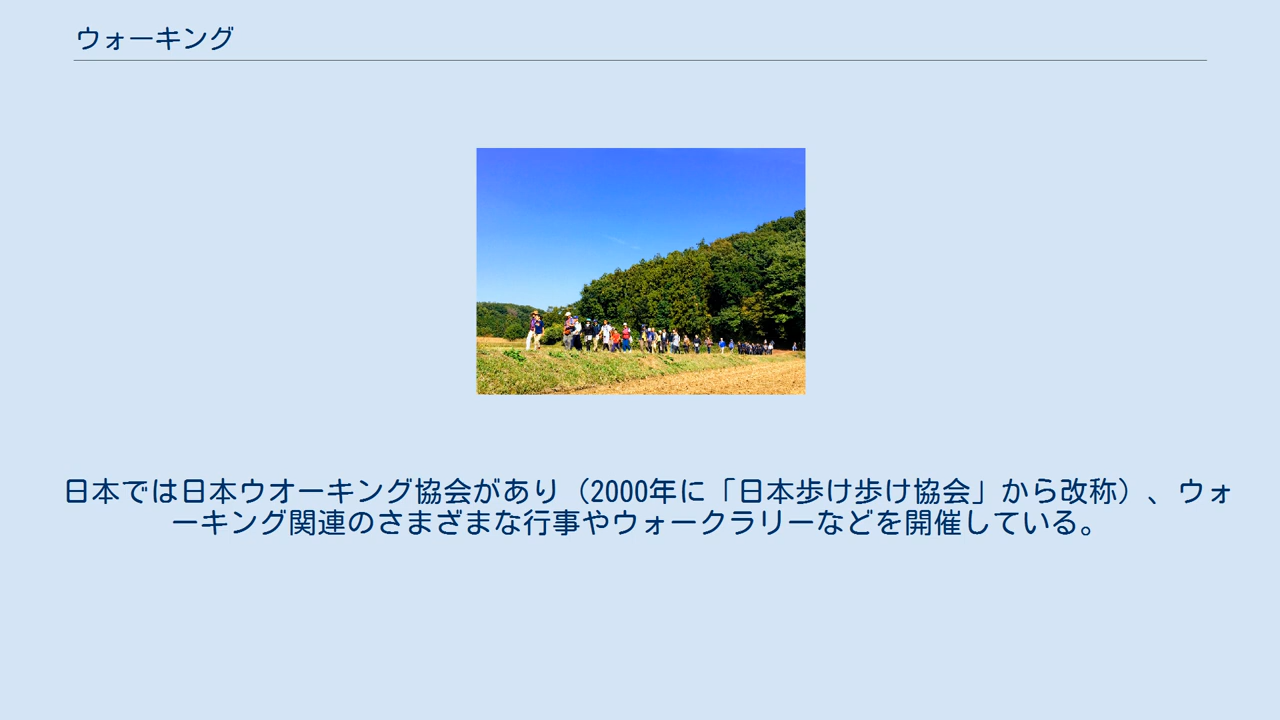 ウォーキング
日本では日本ウオーキング協会があり（2000年に「日本歩け歩け協会」から改称）、ウォ
ーキング関連のさまざまな行事やウォークラリーなどを開催している。